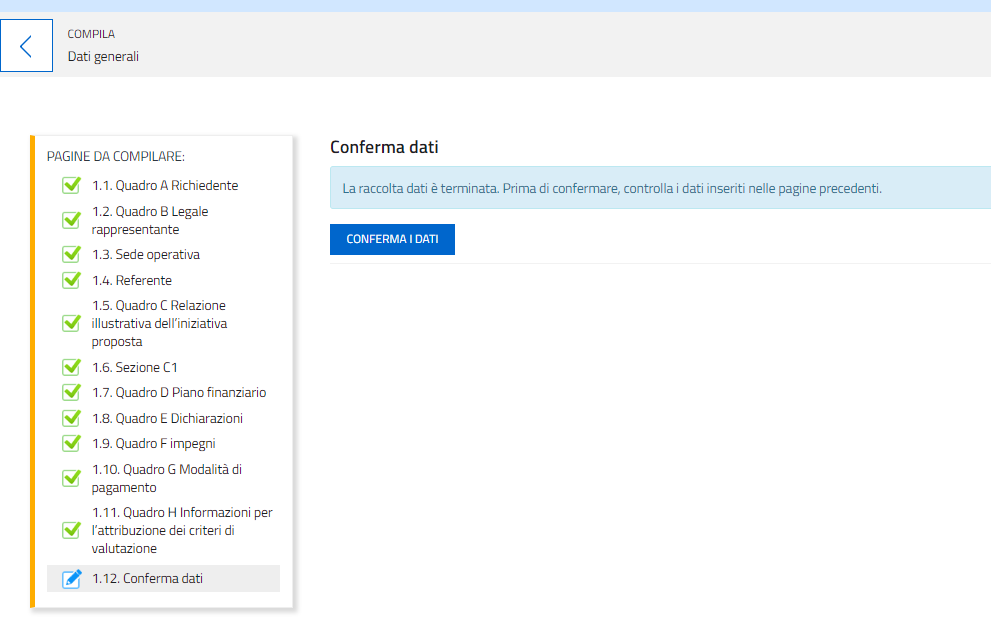 COMPILA
Dati generali
PAGINE DA COMPILARE:
1.1. Quadro A Richiedente
1.2. Quadro B Legale
rappresentante
1.3. Sede operativa
1.4. Referente
1.5. Quadro C Relazione
illustrativa dell'iniziativa
proposta
1.6. Sezione C1
1.7. Quadro D Piano finanziario
1.8. Quadro E Dichiarazioni
1.9. Quadro F impegni
1.10. Quadro G Modalità di
pagamento
1.11. Quadro H Informazioni per
l'attribuzione dei criteri di
valutazione
1.12. Conferma dati
Conferma dati
La raccolta dati è terminata. Prima di confermare, controlla i dati inseriti nelle pagine precedenti.
CONFERMA I DATI